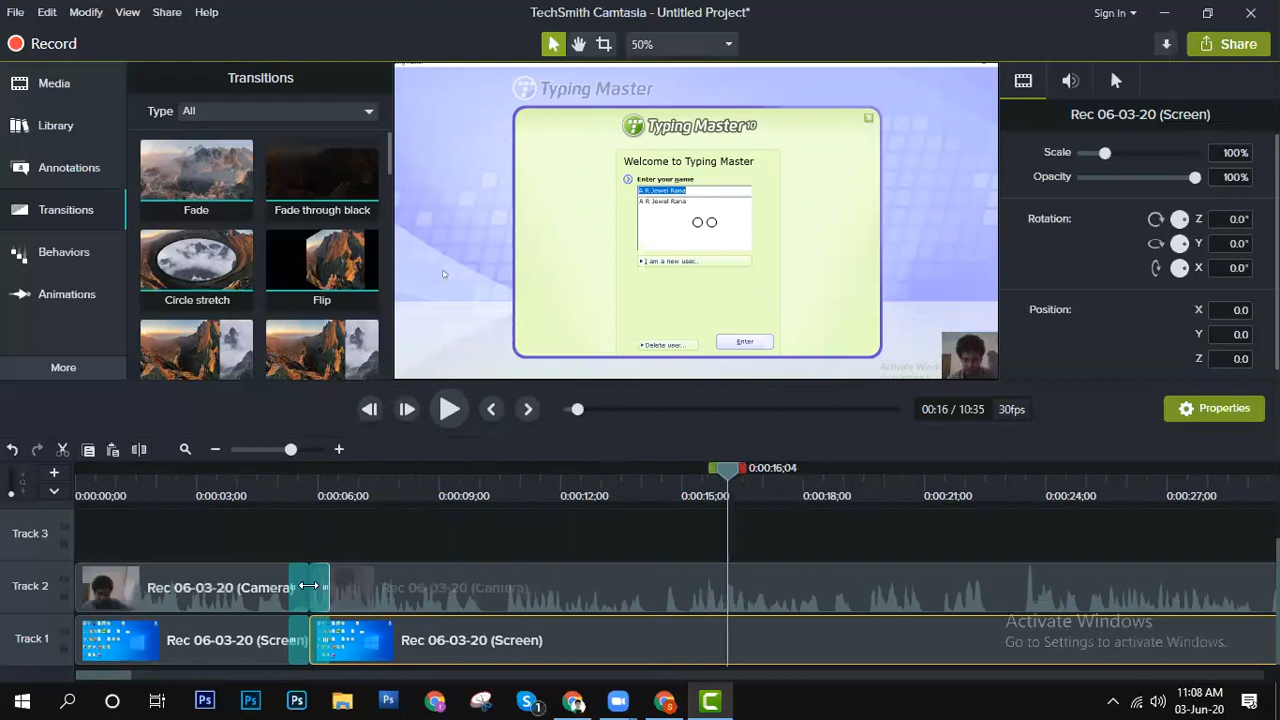 File Edit Modify View Share Help
TechSmith Camtasia - Untitled Project*
Sign In
Record
50%
Share
Media
Library
Annotations
Transitions
Behaviors
Animations
More
Transitions
Type All
Fade
Fade through black
Circle stretch
Flip
Typing Master
Typing Master 10
Welcome to Typing Master
Enter your name
A R Jewel Rana
A R Jewel Rana
I am a new user..
Delete user...
Enter
Rec 06-03-20 (Screen)
Scale 100%
Opacity 100%
Rotation: Z 0.0°
Y 0.0°
X 0.0°
Position: X 0.0
Y 0.0
Z 0.0
00:16 / 10:35 30fps
Properties
0:00:15;04
0:00:00;00 0:00:03;00 0:00:06;00 0:00:09;00 0:00:12;00 0:00:15;00 0:00:18;00 0:00:21;00 0:00:24;00 0:00:27;00
Track 3
Track 2
Rec 06-03-20 (Camera)
Rec 06-03-20 (Camera)
Track 1
Rec 06-03-20 (Screen)
Rec 06-03-20 (Screen)
Activate Windows
Go to Settings to activate Windows.
11:08 AM
03-Jun-20